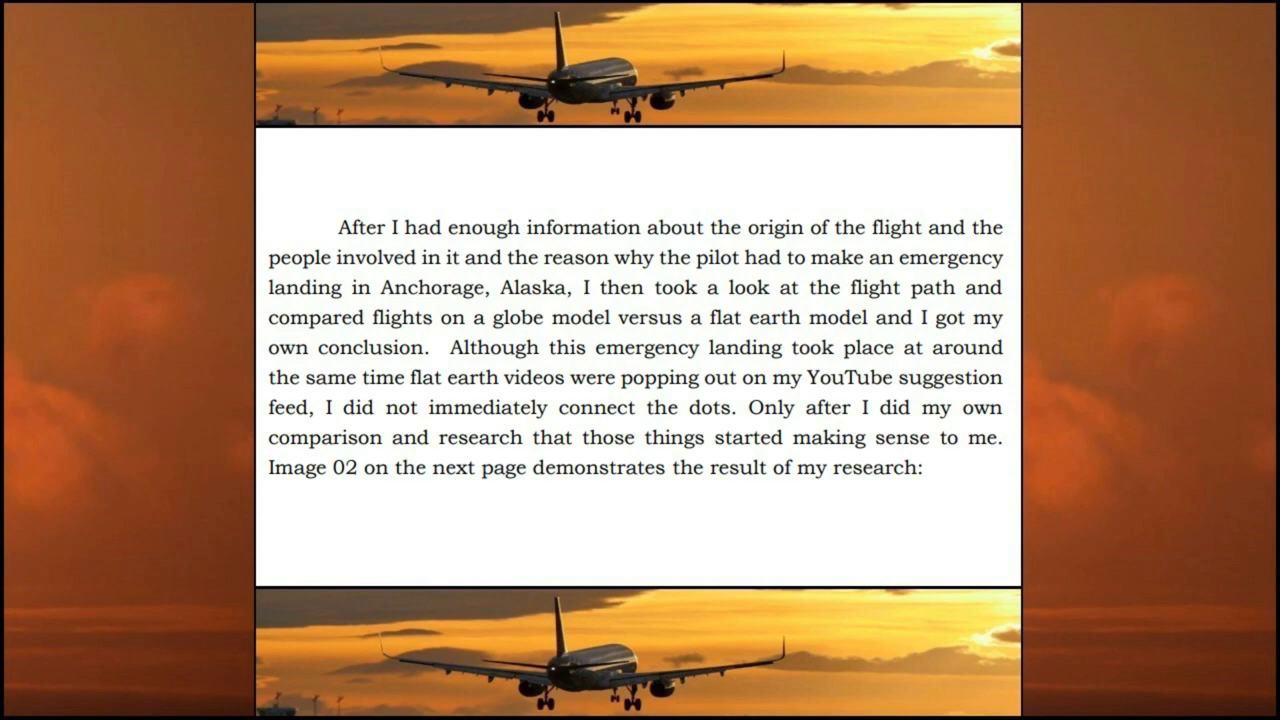 After I had enough information about the origin of the flight and the
people involved in it and the reason why the pilot had to make an emergency
landing in Anchorage, Alaska, I then took a look at the flight path and
compared flights on a globe model versus a flat earth model and I got my
own conclusion.  Although this emergency landing took place at around
the same time flat earth videos were popping out on my YouTube suggestion
feed, I did not immediately connect the dots. Only after I did my own
comparison and research that those things started making sense to me.
Image 02 on the next page demonstrates the result of my research: